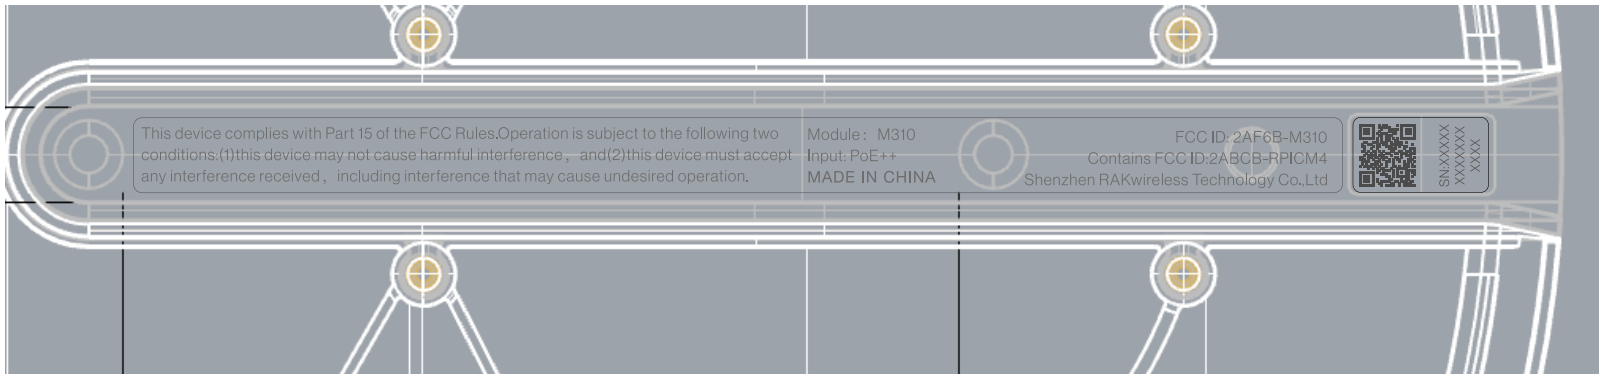 This device complies with Part 15 of the FCC Rules.Operation is subject to the following two
conditions:(1)this device may not cause harmful interference， and(2)this device must accept
any interference received， including interference that may cause undesired operation.
Module： M310
Input: PoE++
MADE IN CHINA
FCC ID: 2AF6B-M310
Contains FCC ID:2ABCB-RPICM4
Shenzhen RAKwireless Technology Co.,Ltd
SN:XXXXXX
XXXXXXX
XXXX